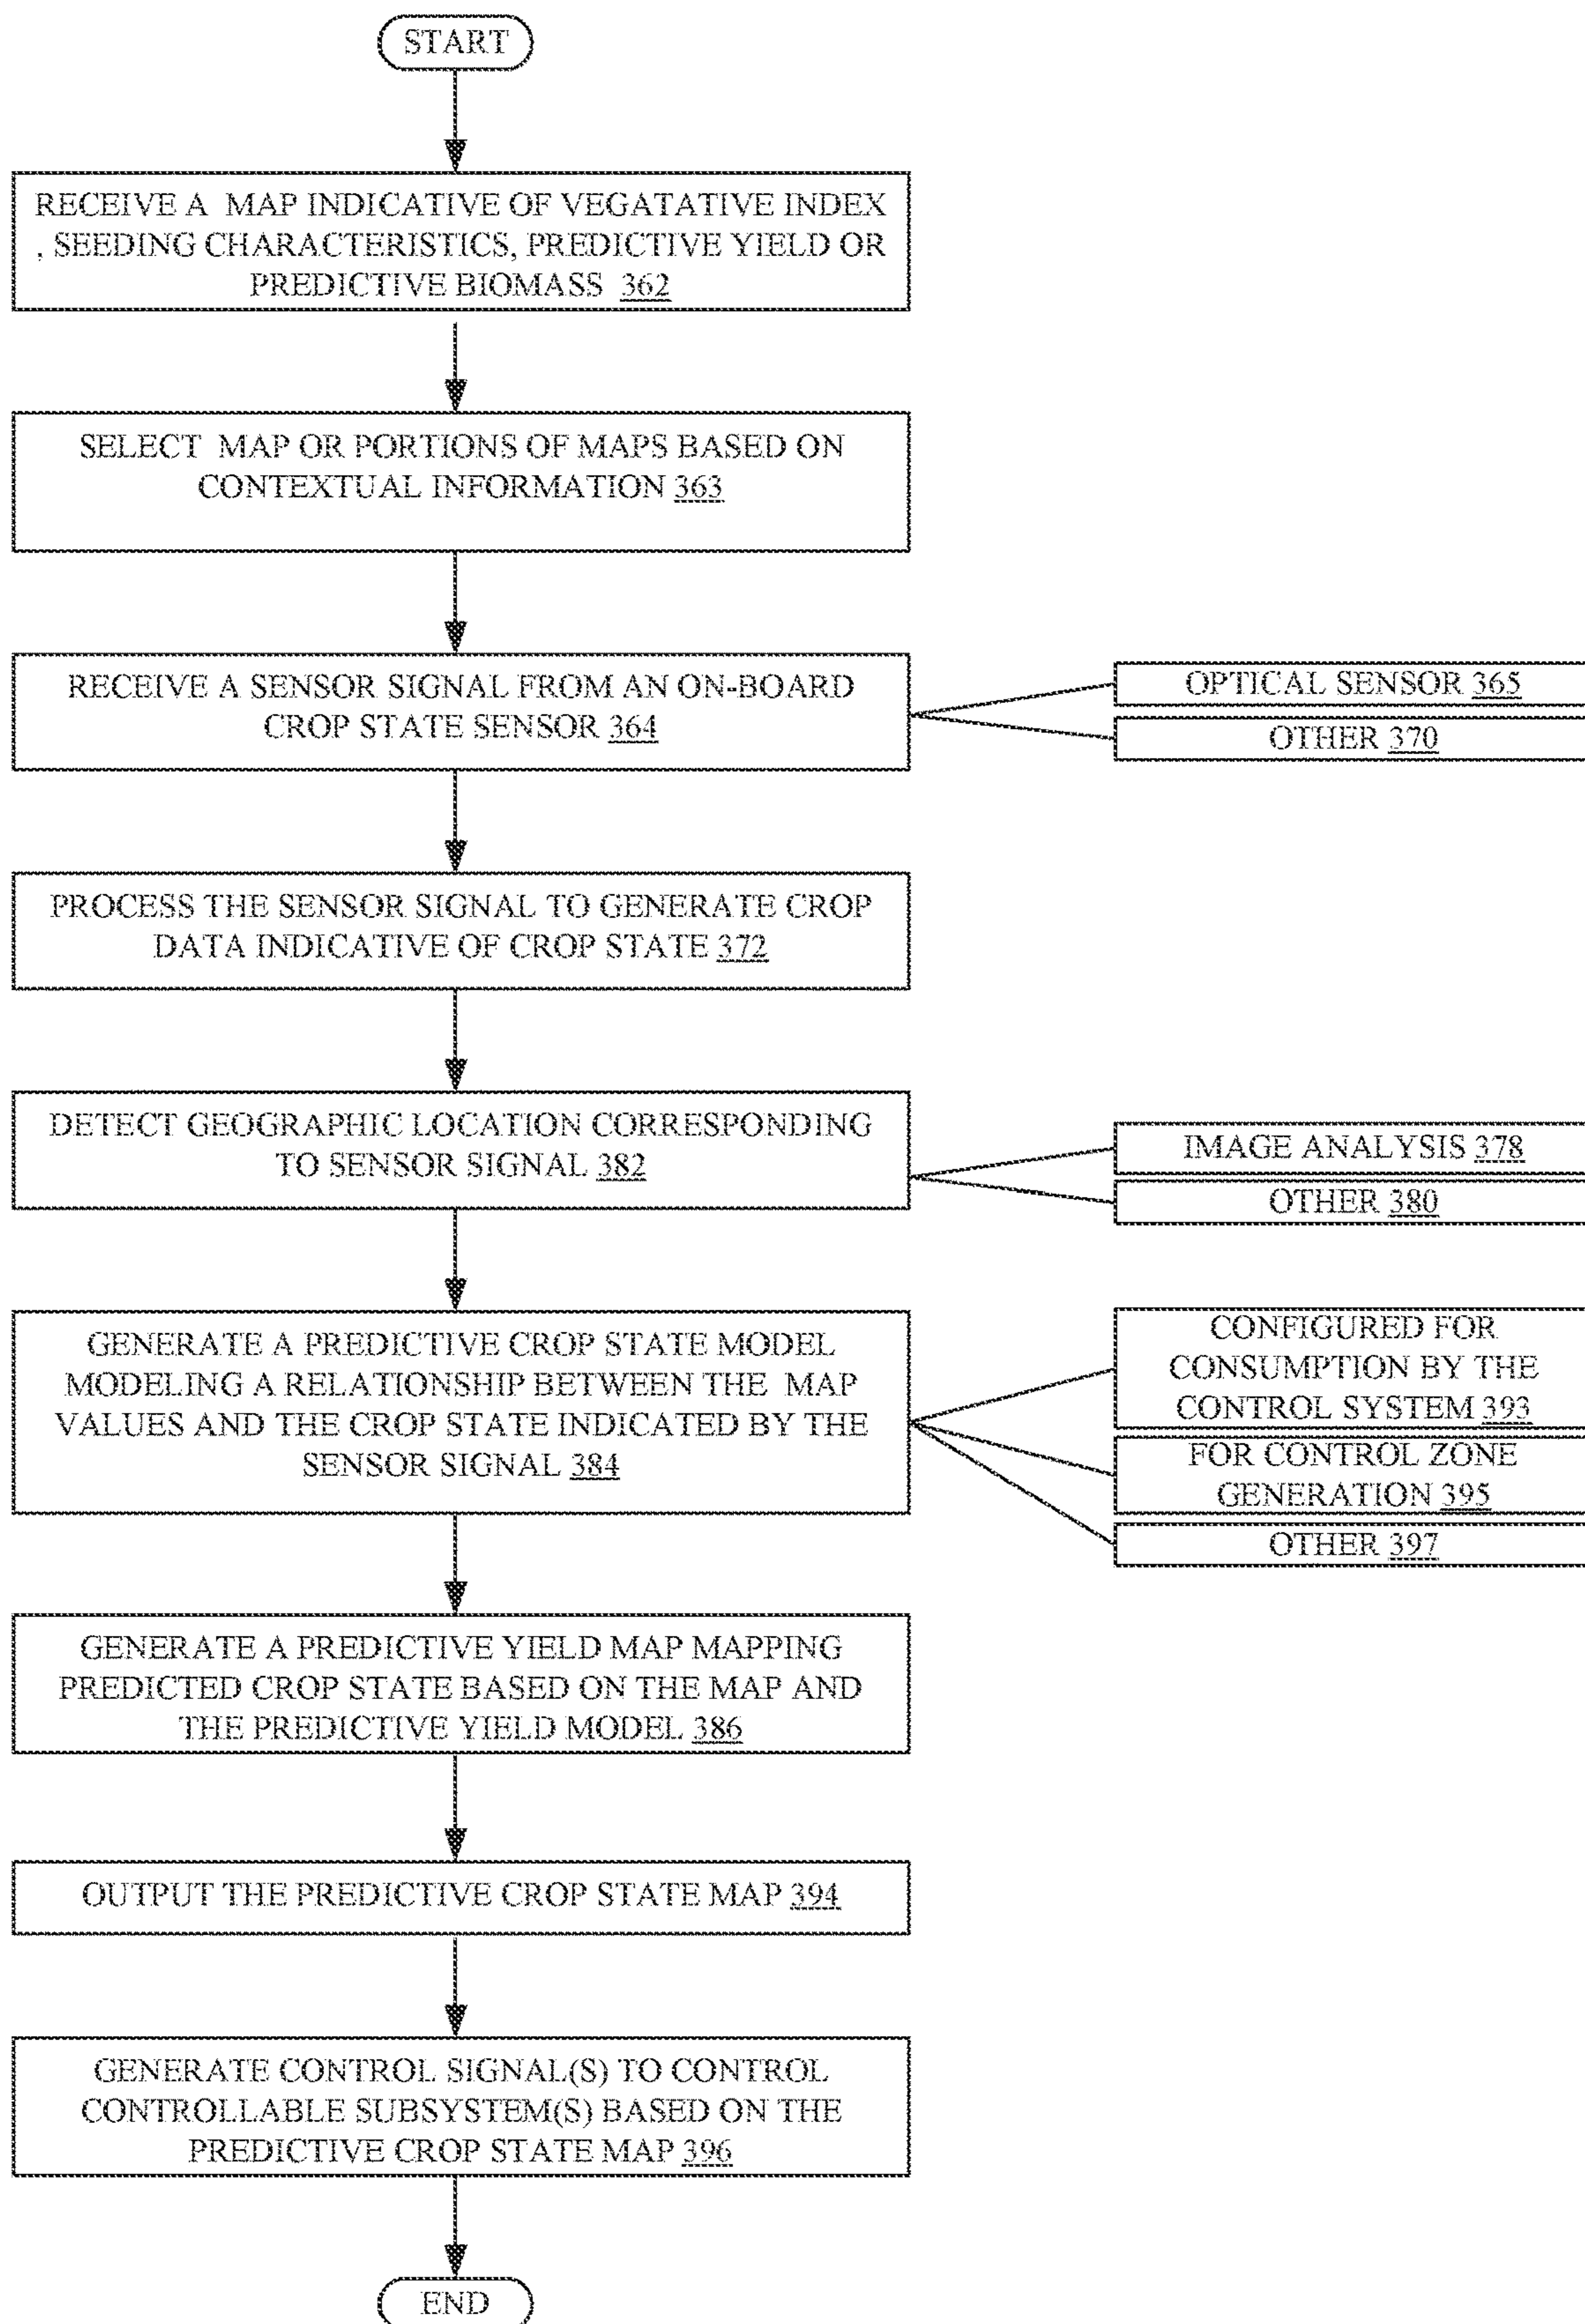 START
RECEIVE A MAP INDICATIVE OF VEGATATIVE INDEX
, SEEDING CHARACTERISTICS, PREDICTIVE YIELD OR
PREDICTIVE BIOMASS 362
SELECT MAP OR PORTIONS OF MAPS BASED ON
CONTEXTUAL INFORMATION 363
RECEIVE A SENSOR SIGNAL FROM AN ON-BOARD
CROP STATE SENSOR 364
OPTICAL SENSOR 365
OTHER 370
PROCESS THE SENSOR SIGNAL TO GENERATE CROP
DATA INDICATIVE OF CROP STATE 372
DETECT GEOGRAPHIC LOCATION CORRESPONDING
TO SENSOR SIGNAL 382
IMAGE ANALYSIS 378
OTHER 380
GENERATE A PREDICTIVE CROP STATE MODEL
MODELING A RELATIONSHIP BETWEEN THE MAP
VALUES AND THE CROP STATE INDICATED BY THE
SENSOR SIGNAL 384
CONFIGURED FOR
CONSUMPTION BY THE
CONTROL SYSTEM 393
FOR CONTROL ZONE
GENERATION 395
OTHER 397
GENERATE A PREDICTIVE YIELD MAP MAPPING
PREDICTED CROP STATE BASED ON THE MAP AND
THE PREDICTIVE YIELD MODEL 386
OUTPUT THE PREDICTIVE CROP STATE MAP 394
GENERATE CONTROL SIGNAL(S) TO CONTROL
CONTROLLABLE SUBSYSTEM(S) BASED ON THE
PREDICTIVE CROP STATE MAP 396
END